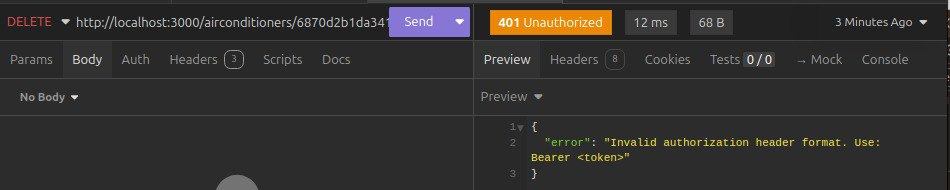 DELETE http://localhost:3000/airconditioners/6870d2b1da341 Send 401 Unauthorized 12 ms 68 B 3 Minutes Ago
Params Body Auth Headers 3 Scripts Docs Preview Headers 8 Cookies Tests 0 / 0 → Mock Console
No Body Preview
1 {
2 "error": "Invalid authorization header format. Use:
Bearer <token>"
3 }